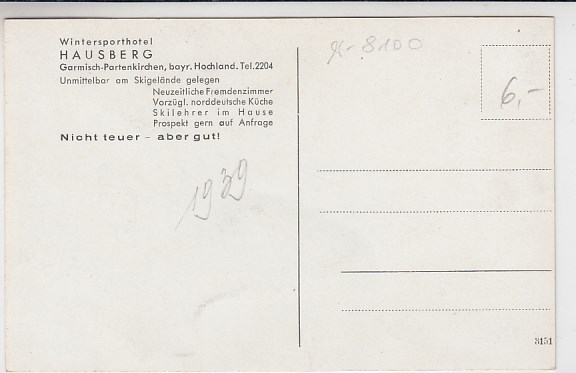 Wintersporthotel
HAUSBERG
Garmisch-Partenkirchen, bayr. Hochland. Tel. 2204
Unmittelbar am Skigelände gelegen
Neuzeitliche Fremdenzimmer
Vorzügl. norddeutsche Küche
Skilehrer im Hause
Prospekt gern auf Anfrage
Nicht teuer – aber gut!
1939
8100
6,-
3151